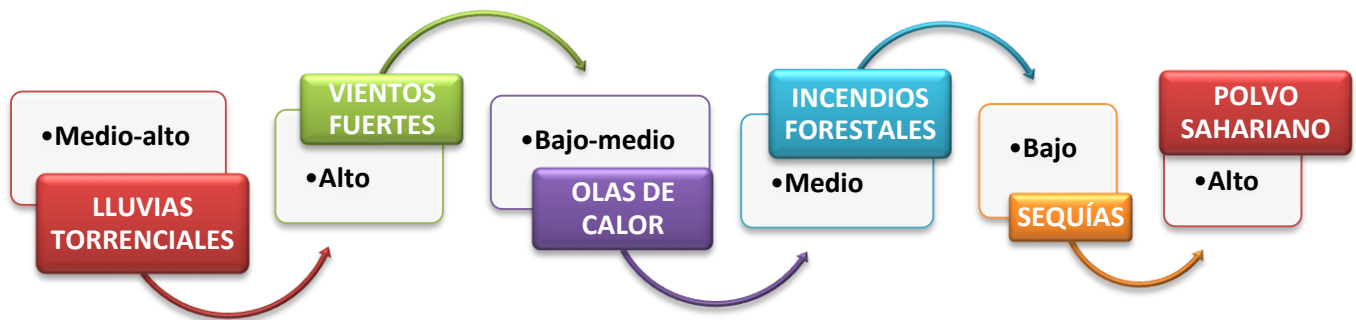 •Medio-alto
LLUVIAS
TORRENCIALES
VIENTOS
FUERTES
•Alto
•Bajo-medio
OLAS DE
CALOR
INCENDIOS
FORESTALES
•Medio
•Bajo
SEQUÍAS
POLVO
SAHARIANO
•Alto